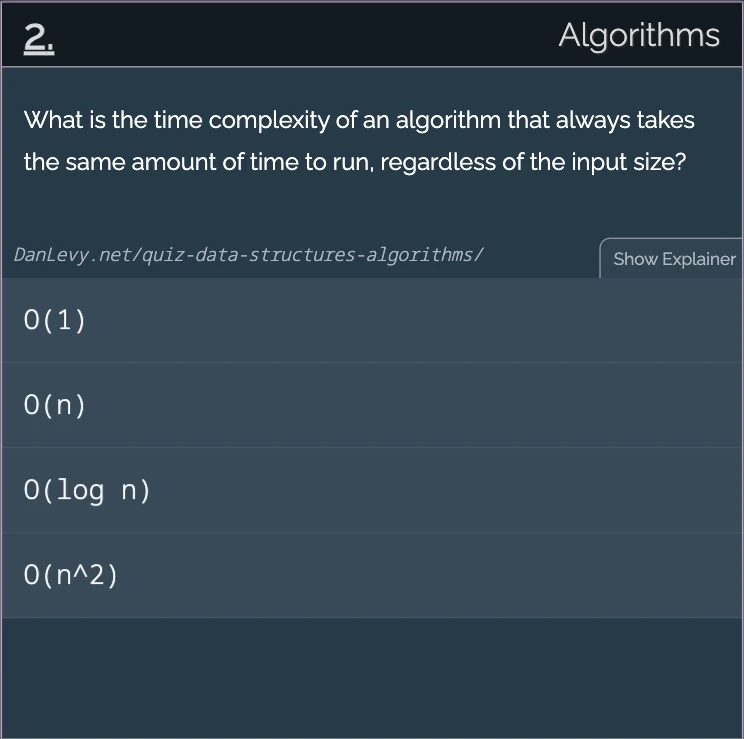 2.
Algorithms
What is the time complexity of an algorithm that always takes
the same amount of time to run, regardless of the input size?
DanLevy.net/quiz-data-structures-algorithms/
Show Explainer
O(1)
O(n)
O(log n)
O(n^2)